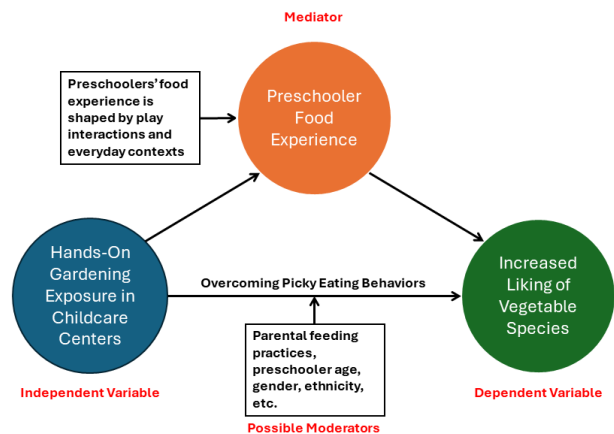 Mediator
Preschoolers' food
experience is
shaped by play
interactions and
everyday contexts
Preschooler
Food
Experience
Hands-On
Gardening
Exposure in
Childcare
Centers
Overcoming Picky Eating Behaviors
Increased
Liking of
Vegetable
Species
Parental feeding
practices,
preschooler age,
gender, ethnicity,
etc.
Independent Variable
Dependent Variable
Possible Moderators